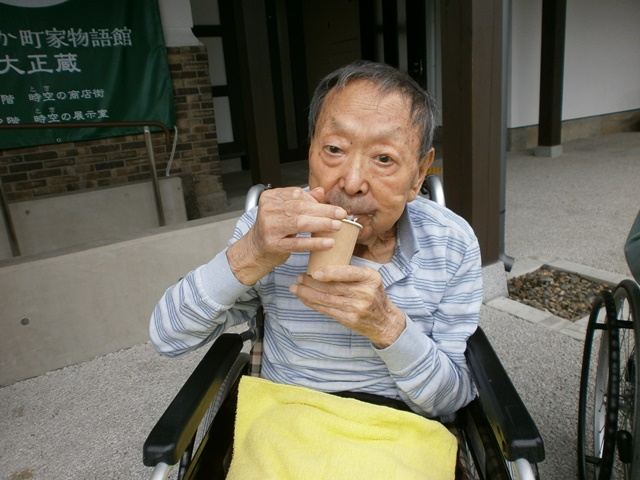 か町家物語館
大正蔵
階 時空の商店街
階 時空の展示室